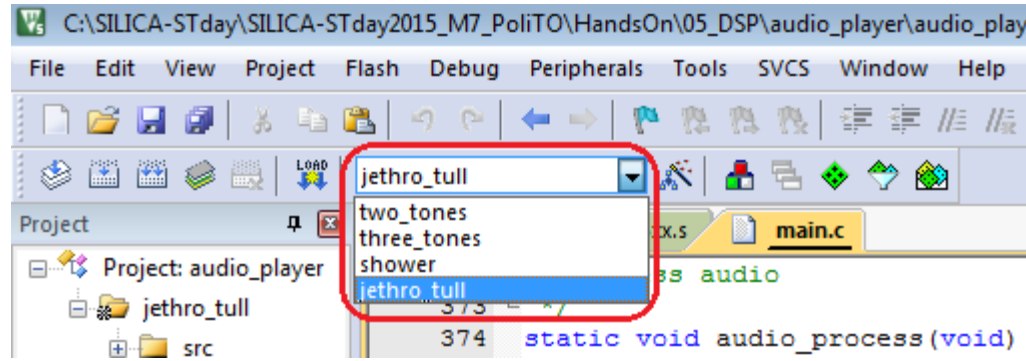 C:\SILICA-STday\SILICA-STday2015_M7_PoliTO\HandsOn\05_DSP\audio_player\audio_play
File Edit View Project Flash Debug Peripherals Tools SVCS Window Help
LOAD jethro_tull
two_tones
three_tones
shower
jethro_tull
Project
xx.s main.c
Project: audio_player
jethro_tull
src
ss audio
373 */
374 static void audio_process(void)